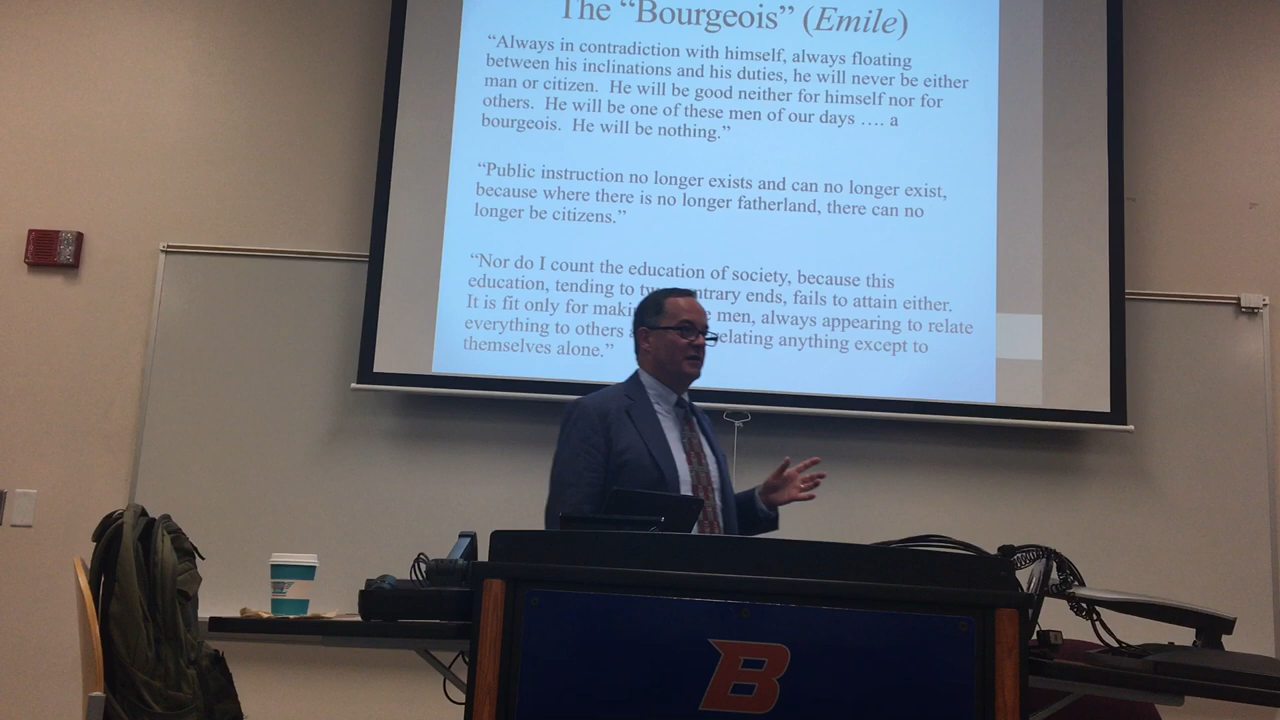 The “Bourgeois” (Emile)
“Always in contradiction with himself, always floating
between his inclinations and his duties, he will never be either
man or citizen. He will be good neither for himself nor for
others. He will be one of these men of our days …. a
bourgeois. He will be nothing.”
“Public instruction no longer exists and can no longer exist,
because where there is no longer fatherland, there can no
longer be citizens.”
“Nor do I count the education of society, because this
education, tending to ntrary ends, fails to attain either.
It is fit only for men, always appearing to relate
everything to others relating anything except to
themselves alone.”
B